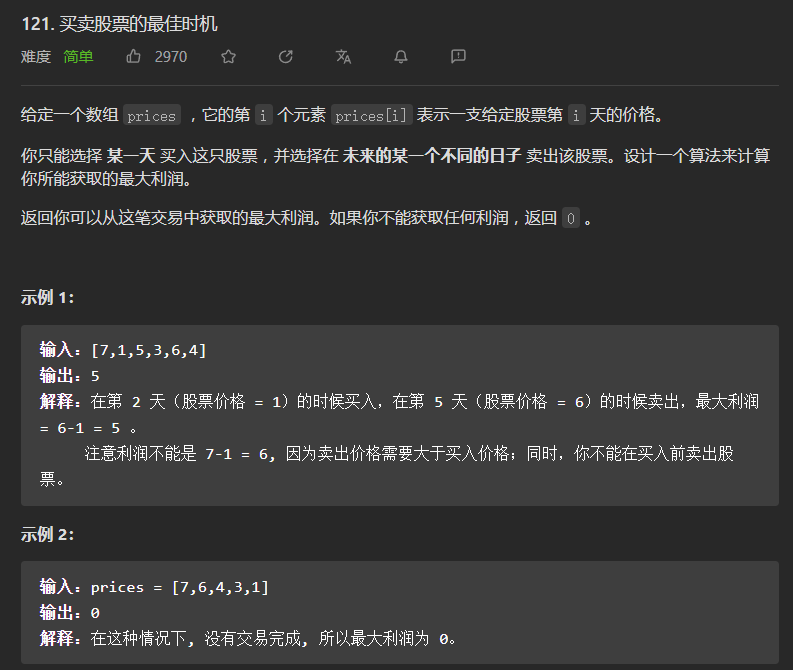 121. 买卖股票的最佳时机
难度 简单 2970
给定一个数组 prices ，它的第 i 个元素 prices[i] 表示一支给定股票第 i 天的价格。
你只能选择 某一天 买入这只股票，并选择在 未来的某一个不同的日子 卖出该股票。设计一个算法来计算
你所能获取的最大利润。
返回你可以从这笔交易中获取的最大利润。如果你不能获取任何利润，返回 0 。
示例 1：
输入：[7,1,5,3,6,4]
输出：5
解释：在第 2 天（股票价格 = 1）的时候买入，在第 5 天（股票价格 = 6）的时候卖出，最大利润
= 6-1 = 5 。
注意利润不能是 7-1 = 6, 因为卖出价格需要大于买入价格；同时，你不能在买入前卖出股
票。
示例 2：
输入：prices = [7,6,4,3,1]
输出：0
解释：在这种情况下, 没有交易完成, 所以最大利润为 0。